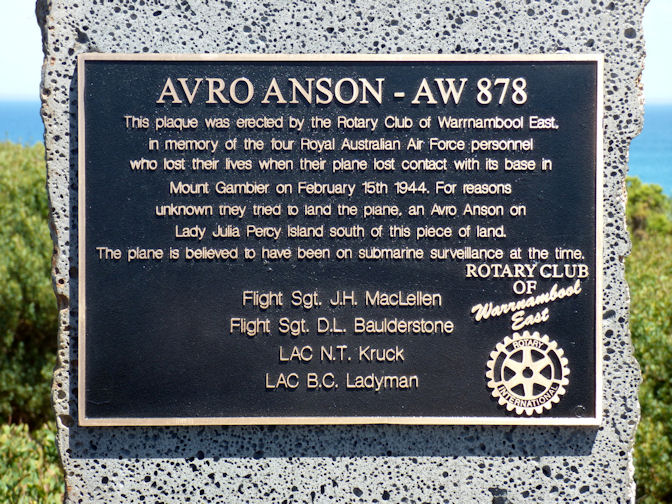 AVRO ANSON - AW 878
This plaque was erected by the Rotary Club of Warrnambool East,
in memory of the four Royal Australian Air Force personnel
who lost their lives when their plane lost contact with its base in
Mount Gambier on February 15th 1944. For reasons
unknown they tried to land the plane, an Avro Anson on
Lady Julia Percy Island south of this piece of land.
The plane is believed to have been on submarine surveillance at the time.
Flight Sgt. J.H. MacLellen
Flight Sgt. D.L. Baulderstone
LAC N.T. Kruck
LAC B.C. Ladyman
ROTARY CLUB
OF
Warrnambool
East
ROTARY
INTERNATIONAL